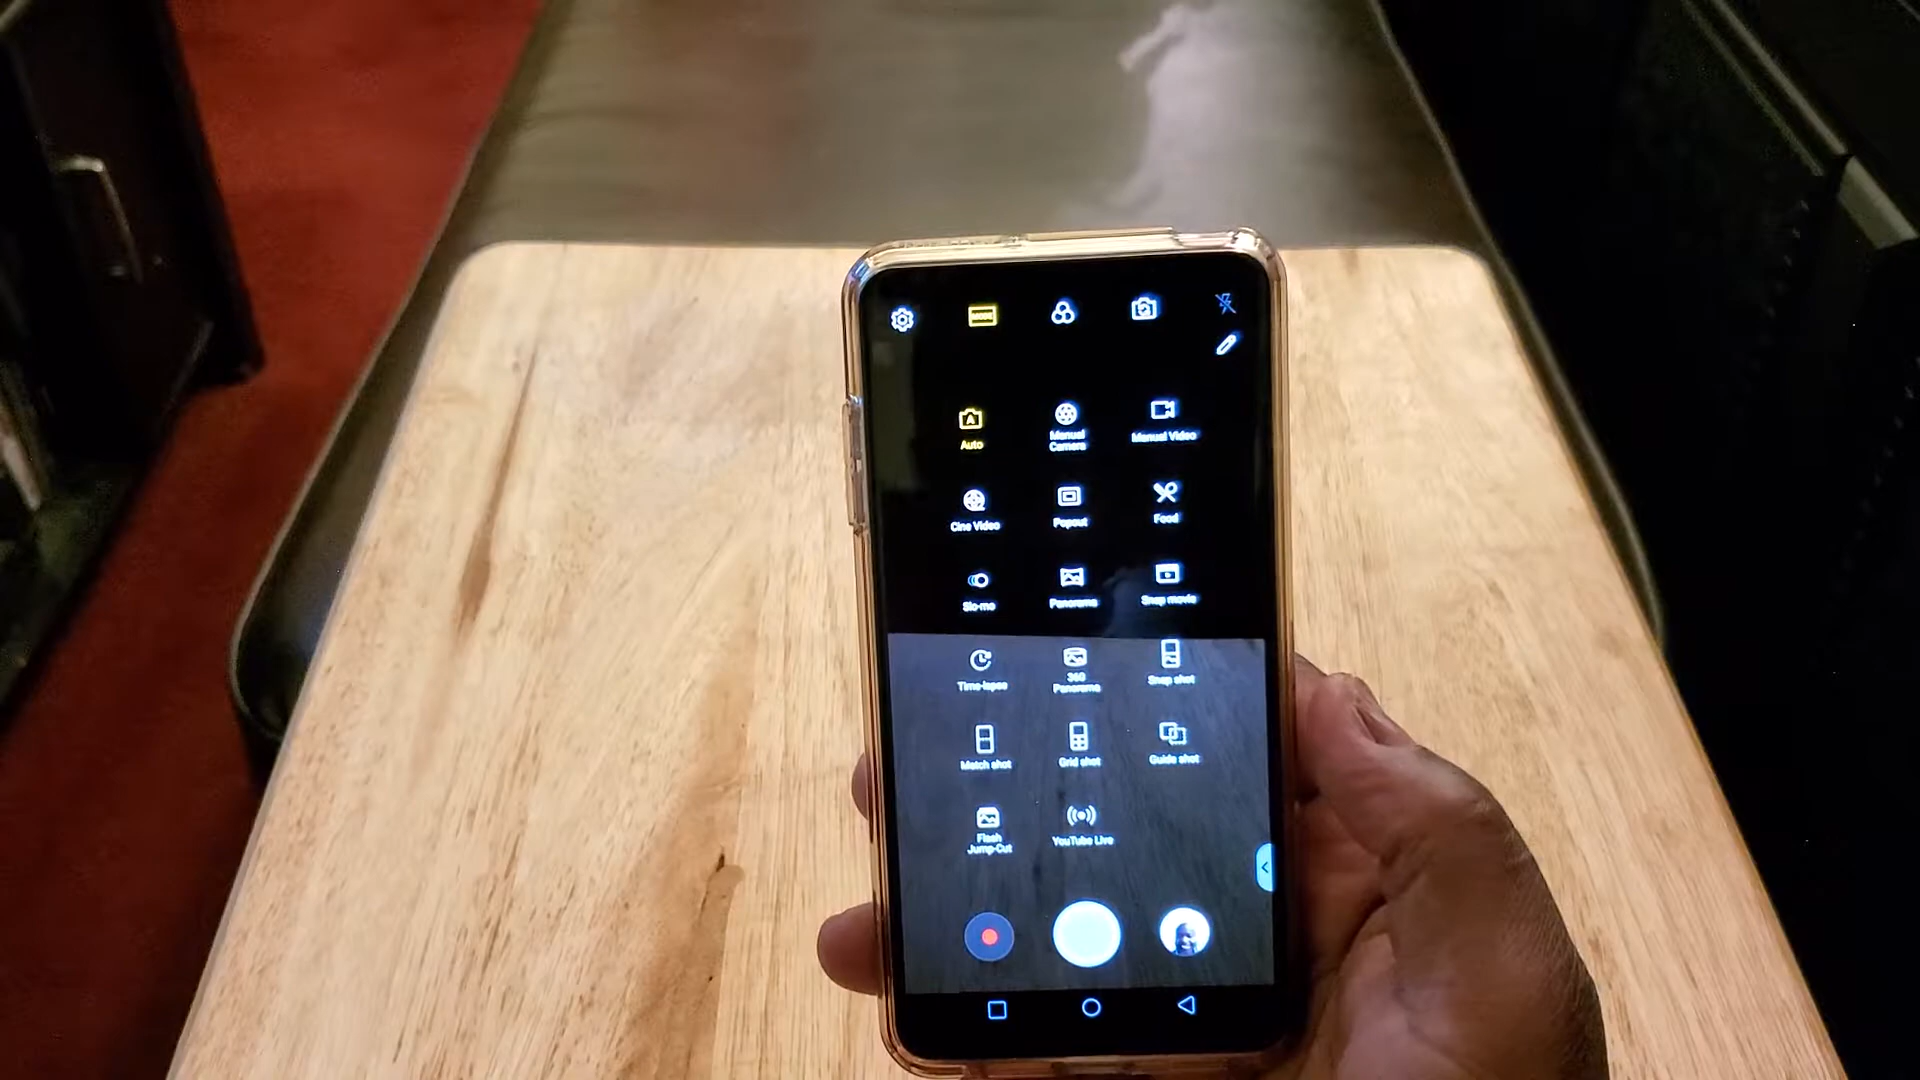 MODE
A
Auto
Manual
Camera
Manual Video
Cine Video
Popout
Food
Slo-mo
Panorama
Snap movie
Time-lapse
360
Panorama
Snap shot
Match shot
Grid shot
Guide shot
Flash
Jump-Cut
YouTube Live